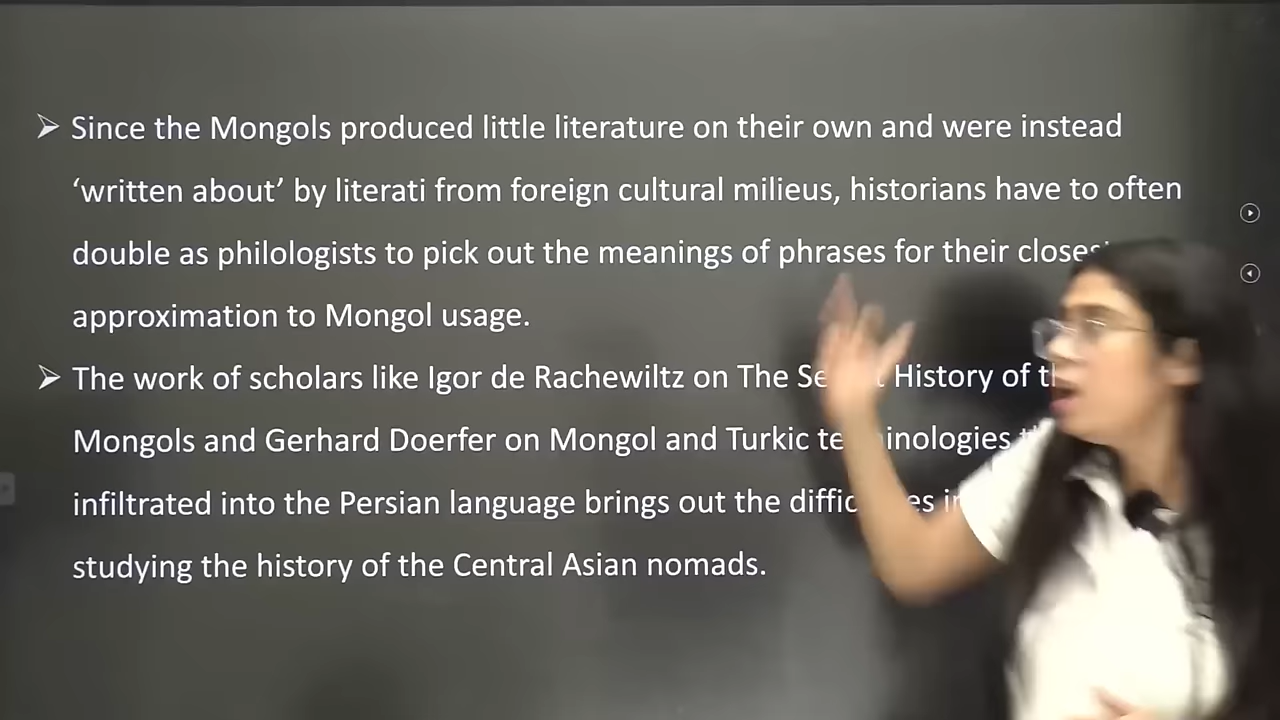 ➢ Since the Mongols produced little literature on their own and were instead
‘written about’ by literati from foreign cultural milieus, historians have to often
double as philologists to pick out the meanings of phrases for their
approximation to Mongol usage.
➢ The work of scholars like Igor de Rachewiltz on The History of
Mongols and Gerhard Doerfer on Mongol and Turkic
infiltrated into the Persian language brings out the
studying the history of the Central Asian nomads.